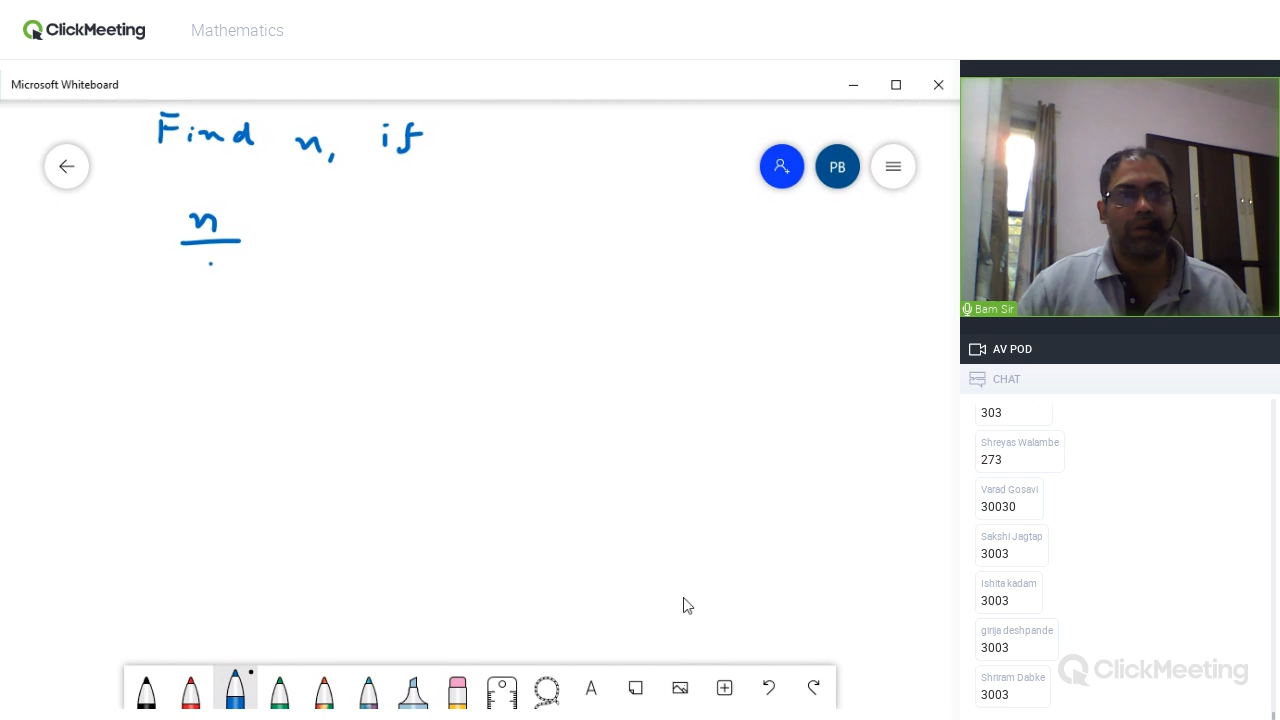 ClickMeeting Mathematics
Microsoft Whiteboard
Find n, if
n
PB
Bam Sir
AV POD
CHAT
303
Shreyas Walambe
273
Varad Gosavi
30030
Sakshi Jagtap
3003
Ishita kadam
3003
girija deshpande
3003
Shriram Dabke
3003
ClickMeeting
A